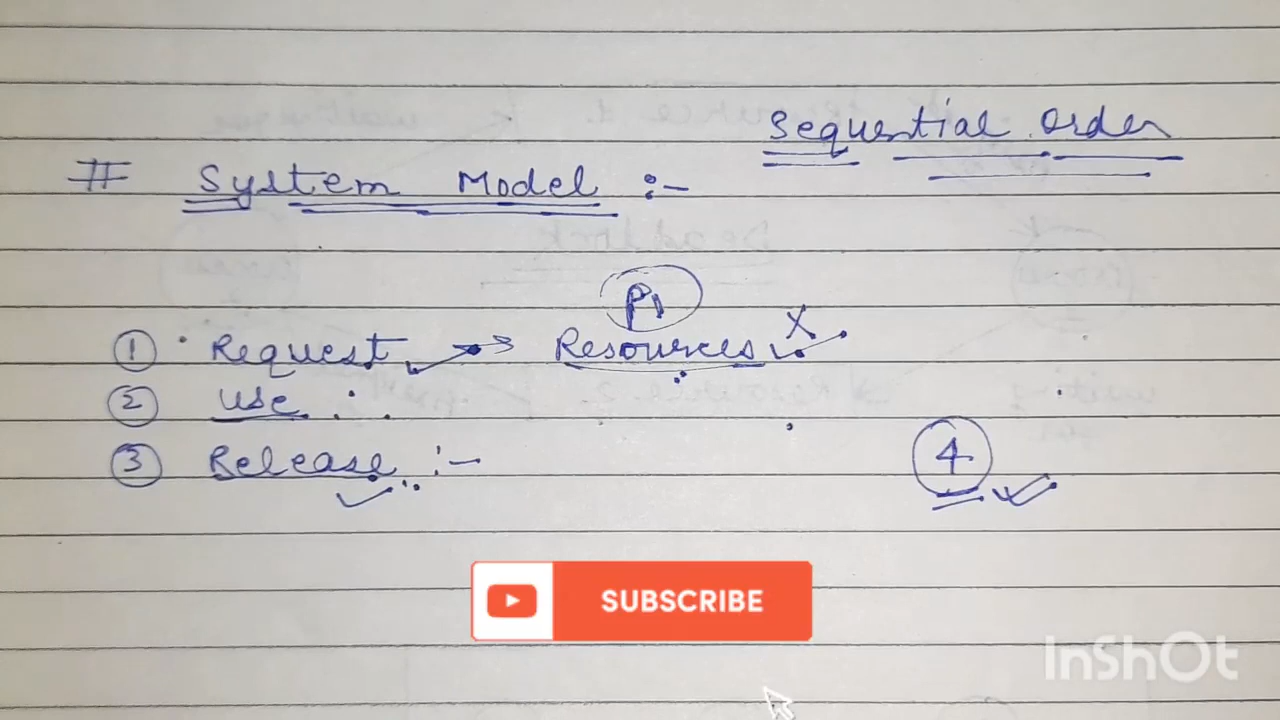 Sequential Order
# System Model :-
P1
① Request → Resources X
② Use
③ Release :-
4
SUBSCRIBE
InShOt